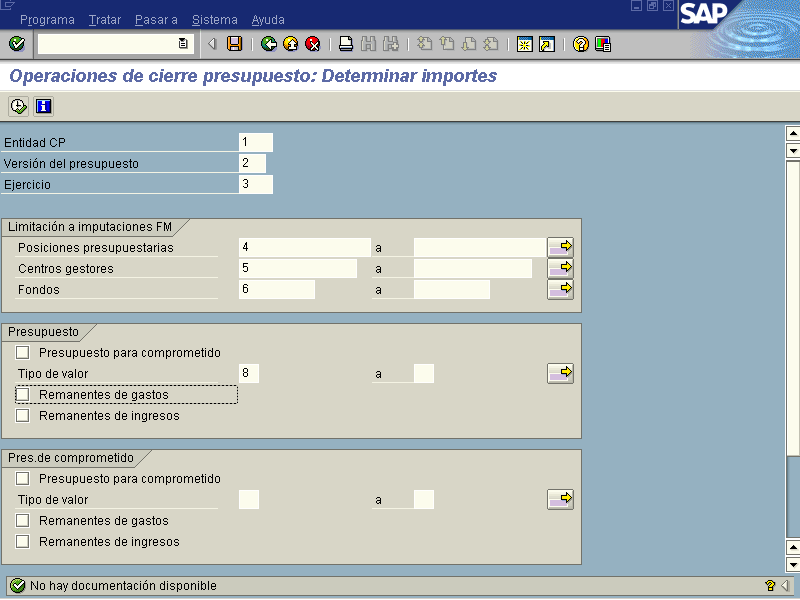 Programa Tratar Pasar a Sistema Ayuda
SAP
Operaciones de cierre presupuesto: Determinar importes
Entidad CP 1
Versión del presupuesto 2
Ejercicio 3
Limitación a imputaciones FM
Posiciones presupuestarias 4 a
Centros gestores 5 a
Fondos 6 a
Presupuesto
Presupuesto para comprometido
Tipo de valor 8 a
Remanentes de gastos
Remanentes de ingresos
Pres.de comprometido
Presupuesto para comprometido
Tipo de valor a
Remanentes de gastos
Remanentes de ingresos
No hay documentación disponible